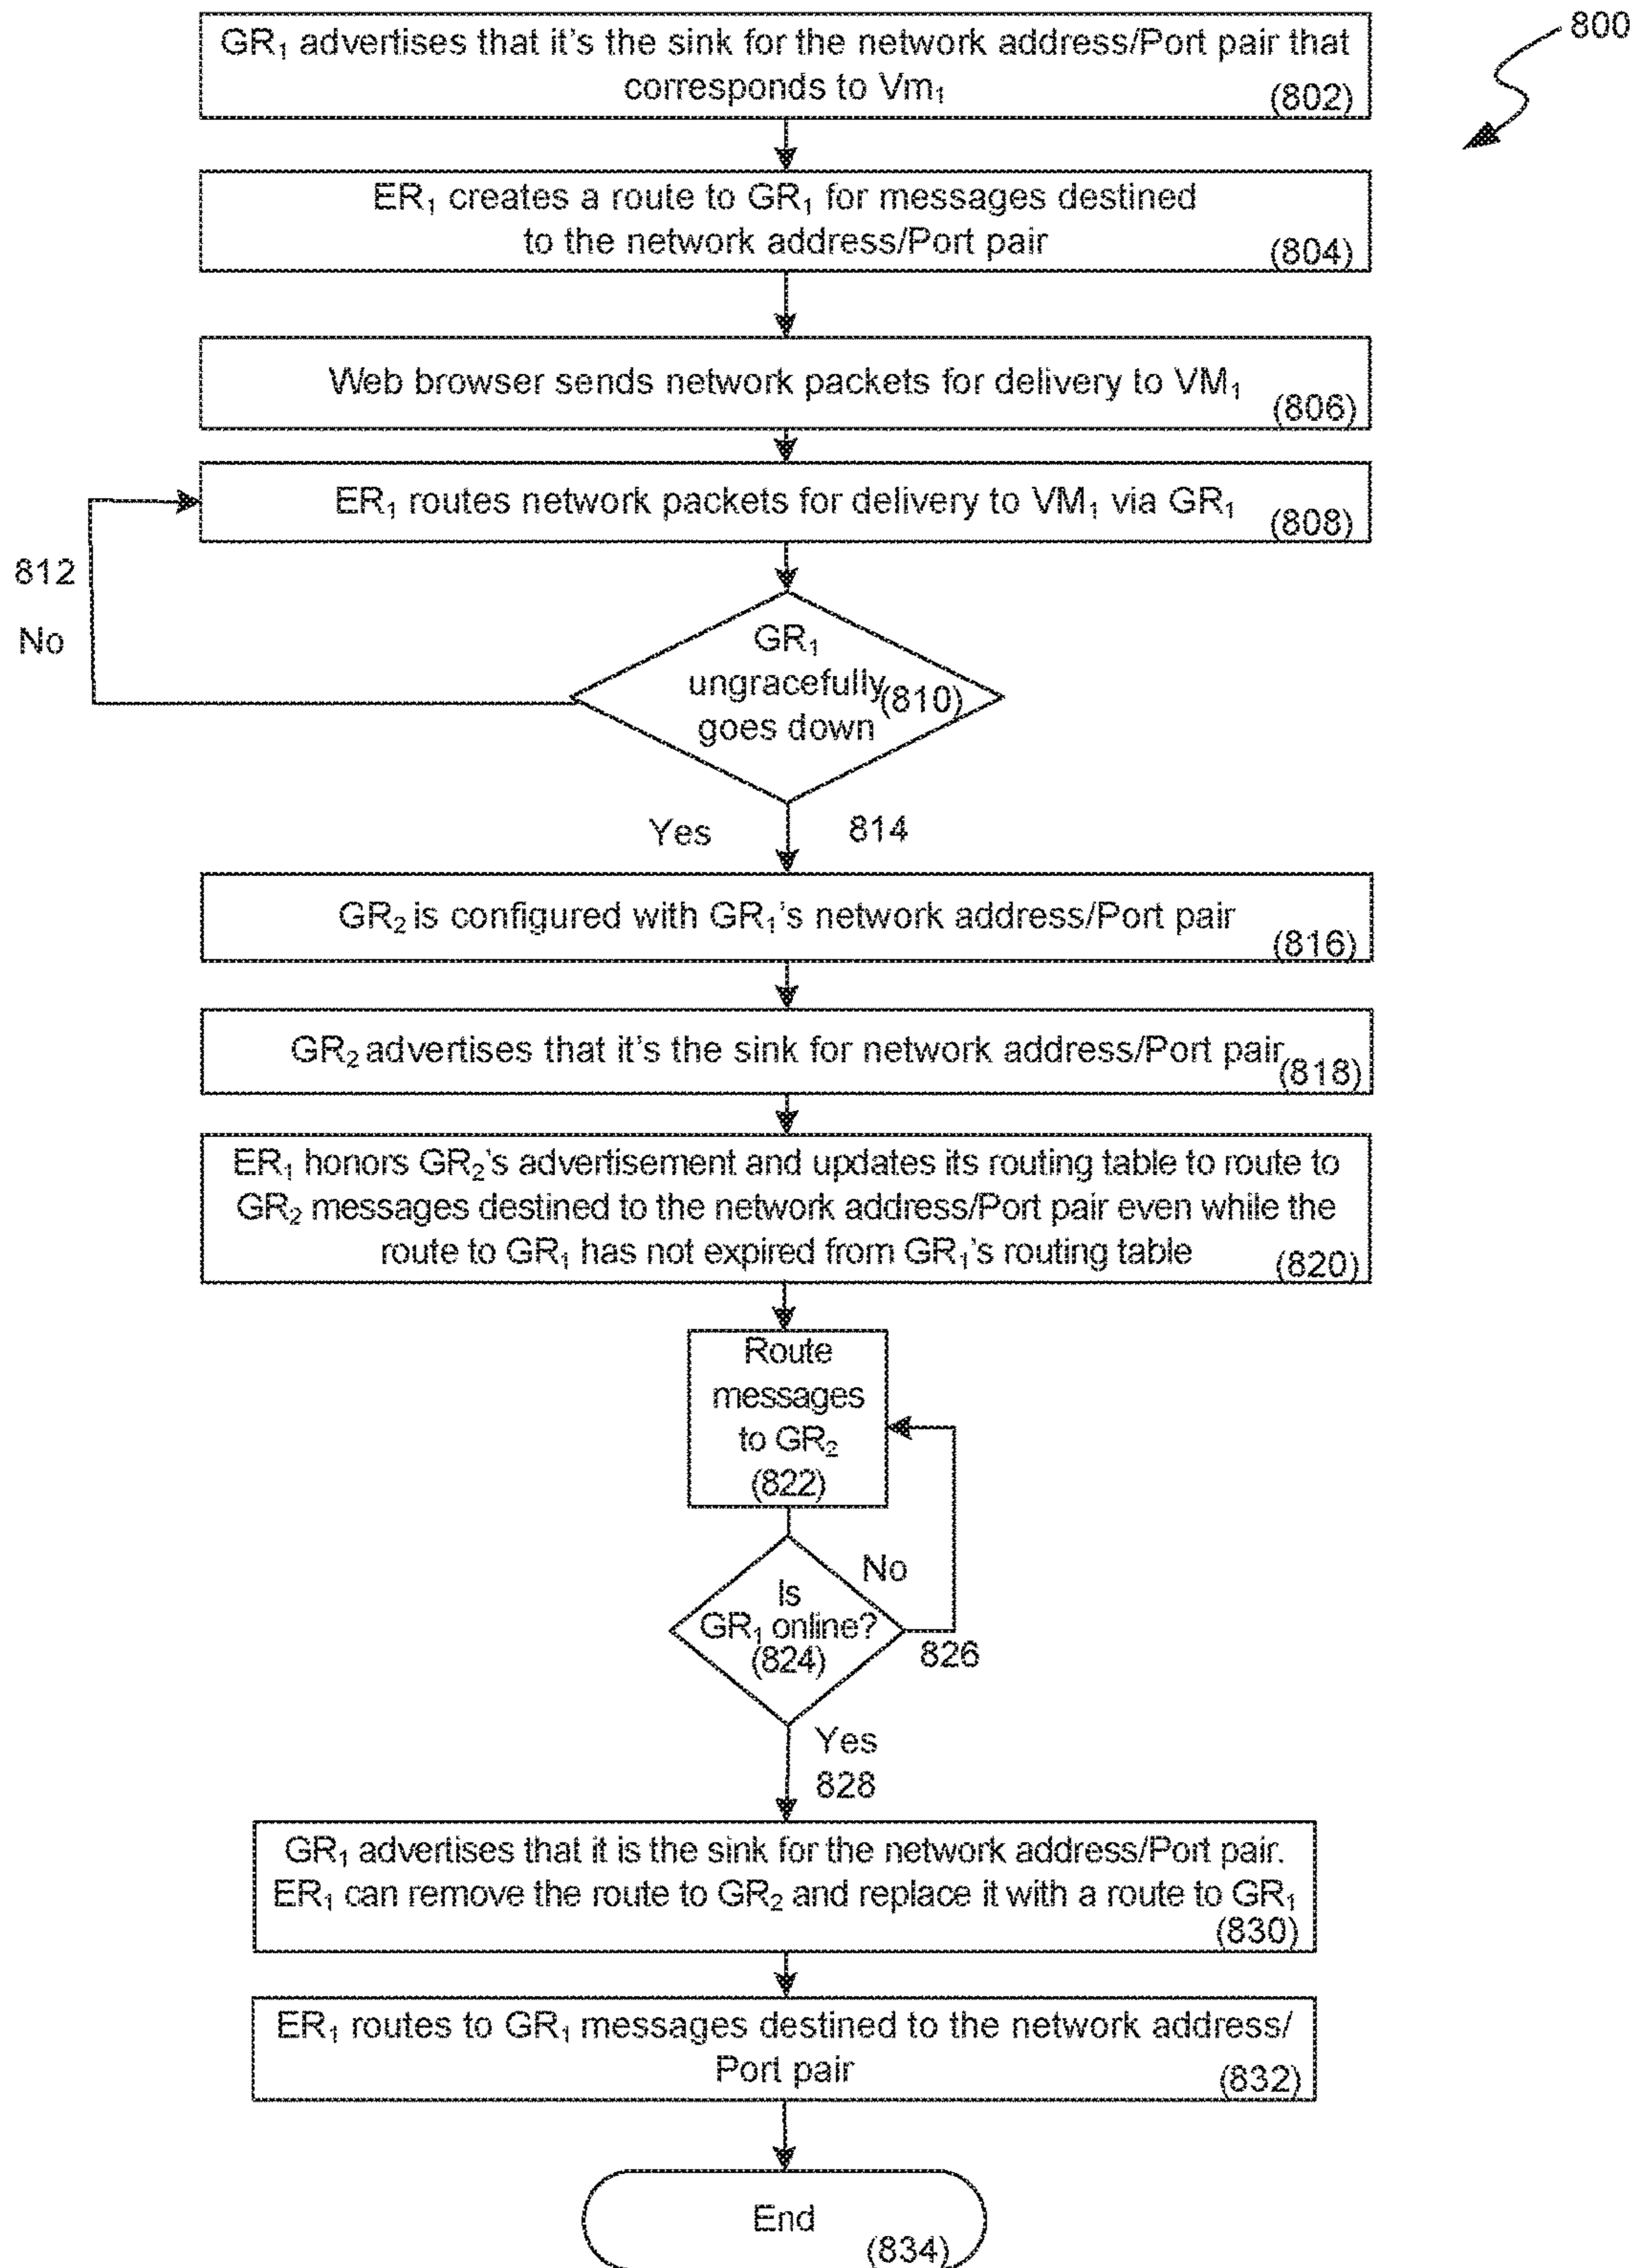 800
GR₁ advertises that it's the sink for the network address/Port pair that
corresponds to Vm₁
(802)
ER₁ creates a route to GR₁ for messages destined
to the network address/Port pair
(804)
Web browser sends network packets for delivery to VM₁
(806)
ER₁ routes network packets for delivery to VM₁ via GR₁
(808)
812
No
GR₁
ungracefully
goes down
(810)
Yes
814
GR₂ is configured with GR₁'s network address/Port pair
(816)
GR₂ advertises that it's the sink for network address/Port pair
(818)
ER₁ honors GR₂'s advertisement and updates its routing table to route to
GR₂ messages destined to the network address/Port pair even while the
route to GR₁ has not expired from GR₁'s routing table
(820)
Route
messages
to GR₂
(822)
No
Is
GR₁ online?
(824)
826
Yes
828
GR₁ advertises that it is the sink for the network address/Port pair.
ER₁ can remove the route to GR₂ and replace it with a route to GR₁
(830)
ER₁ routes to GR₁ messages destined to the network address/
Port pair
(832)
End
(834)